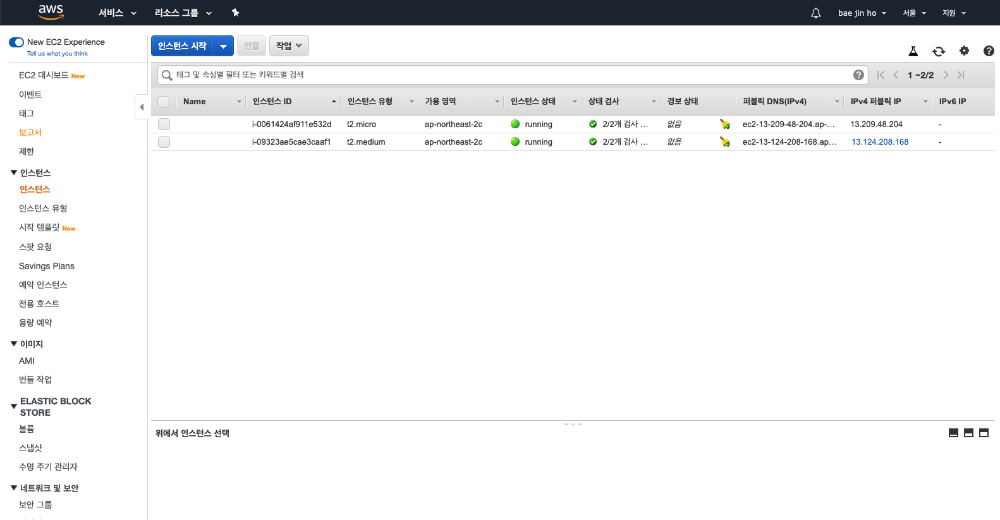 aws 서비스 리소스 그룹 bae jin ho 서울 지원
New EC2 Experience
Tell us what you think
EC2 대시보드 New
이벤트
태그
보고서
제한
인스턴스
인스턴스
인스턴스 유형
시작 템플릿 New
스팟 요청
Savings Plans
예약 인스턴스
전용 호스트
용량 예약
이미지
AMI
번들 작업
ELASTIC BLOCK
STORE
볼륨
스냅샷
수명 주기 관리자
네트워크 및 보안
보안 그룹
인스턴스 시작 연결 작업
태그 및 속성별 필터 또는 키워드별 검색 1 ~2/2
Name 인스턴스 ID 인스턴스 유형 가용 영역 인스턴스 상태 상태 검사 경보 상태 퍼블릭 DNS(IPv4) IPv4 퍼블릭 IP IPv6 IP
i-0061424af911e532d t2.micro ap-northeast-2c running 2/2개 검사 ... 없음 ec2-13-209-48-204.ap-... 13.209.48.204 -
i-09323ae5cae3caaf1 t2.medium ap-northeast-2c running 2/2개 검사 ... 없음 ec2-13-124-208-168.ap... 13.124.208.168 -
위에서 인스턴스 선택